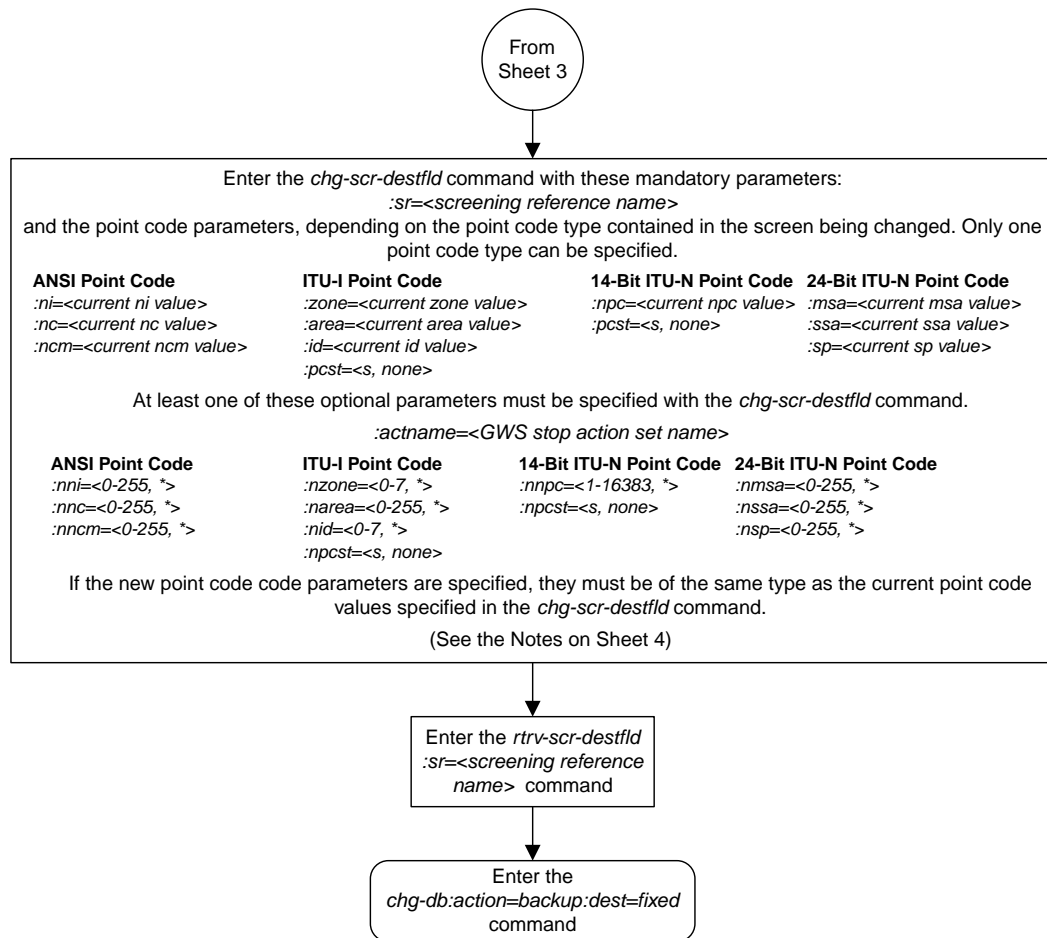 From
Sheet 3
Enter the chg-scr-destfld command with these mandatory parameters:
:sr=<screening reference name>
and the point code parameters, depending on the point code type contained in the screen being changed. Only one
point code type can be specified.
ANSI Point Code
:ni=<current ni value>
:nc=<current nc value>
:ncm=<current ncm value>
ITU-I Point Code
:zone=<current zone value>
:area=<current area value>
:id=<current id value>
:pcst=<s, none>
14-Bit ITU-N Point Code
:npc=<current npc value>
:pcst=<s, none>
24-Bit ITU-N Point Code
:msa=<current msa value>
:ssa=<current ssa value>
:sp=<current sp value>
At least one of these optional parameters must be specified with the chg-scr-destfld command.
:actname=<GWS stop action set name>
ANSI Point Code
:nni=<0-255, *>
:nnc=<0-255, *>
:nncm=<0-255, *>
ITU-I Point Code
:nzone=<0-7, *>
:narea=<0-255, *>
:nid=<0-7, *>
:npcst=<s, none>
14-Bit ITU-N Point Code
:nnpc=<1-16383, *>
:npcst=<s, none>
24-Bit ITU-N Point Code
:nmsa=<0-255, *>
:nssa=<0-255, *>
:nsp=<0-255, *>
If the new point code code parameters are specified, they must be of the same type as the current point code
values specified in the chg-scr-destfld command.
(See the Notes on Sheet 4)
Enter the rtrv-scr-destfld
:sr=<screening reference
name> command
Enter the
chg-db:action=backup:dest=fixed
command